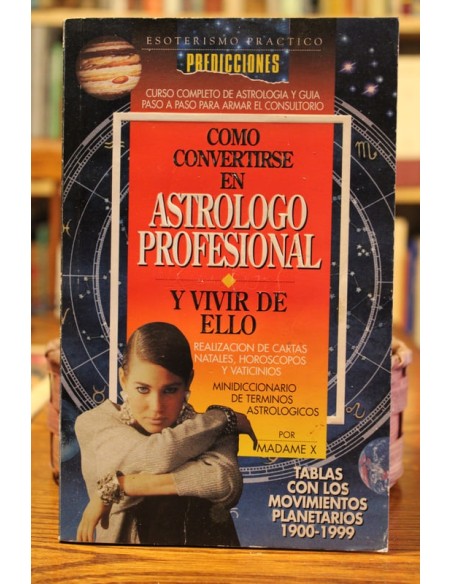 ESOTERISMO PRACTICO
PREDICCIONES
CURSO COMPLETO DE ASTROLOGIA Y GUIA
PASO A PASO PARA ARMAR EL CONSULTORIO
COMO
CONVERTIRSE
EN
ASTROLOGO
PROFESIONAL
Y VIVIR DE
ELLO
REALIZACION DE CARTAS
NATALES, HOROSCOPOS
Y VATICINIOS
MINIDICCIONARIO
DE TERMINOS
ASTROLOGICOS
POR
MADAME X
TABLAS
CON LOS
MOVIMIENTOS
PLANETARIOS
1900-1999